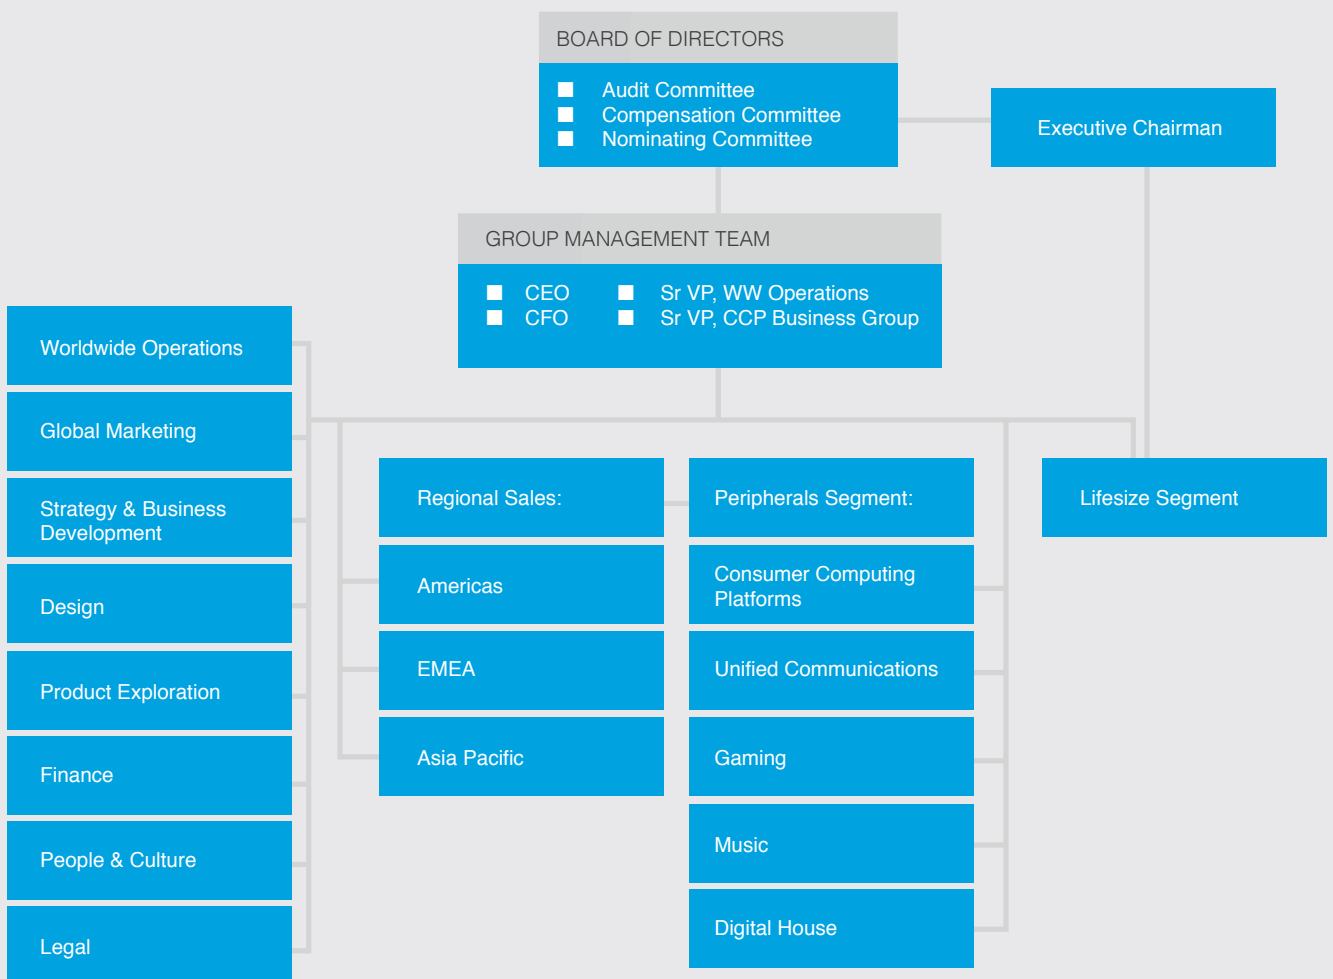 BOARD OF DIRECTORS
Audit Committee
Compensation Committee
Nominating Committee
Executive Chairman
GROUP MANAGEMENT TEAM
CEO
CFO
Sr VP, WW Operations
Sr VP, CCP Business Group
Worldwide Operations
Global Marketing
Strategy & Business
Development
Design
Product Exploration
Finance
People & Culture
Legal
Regional Sales:
Americas
EMEA
Asia Pacific
Peripherals Segment:
Consumer Computing
Platforms
Unified Communications
Gaming
Music
Digital House
Lifesize Segment